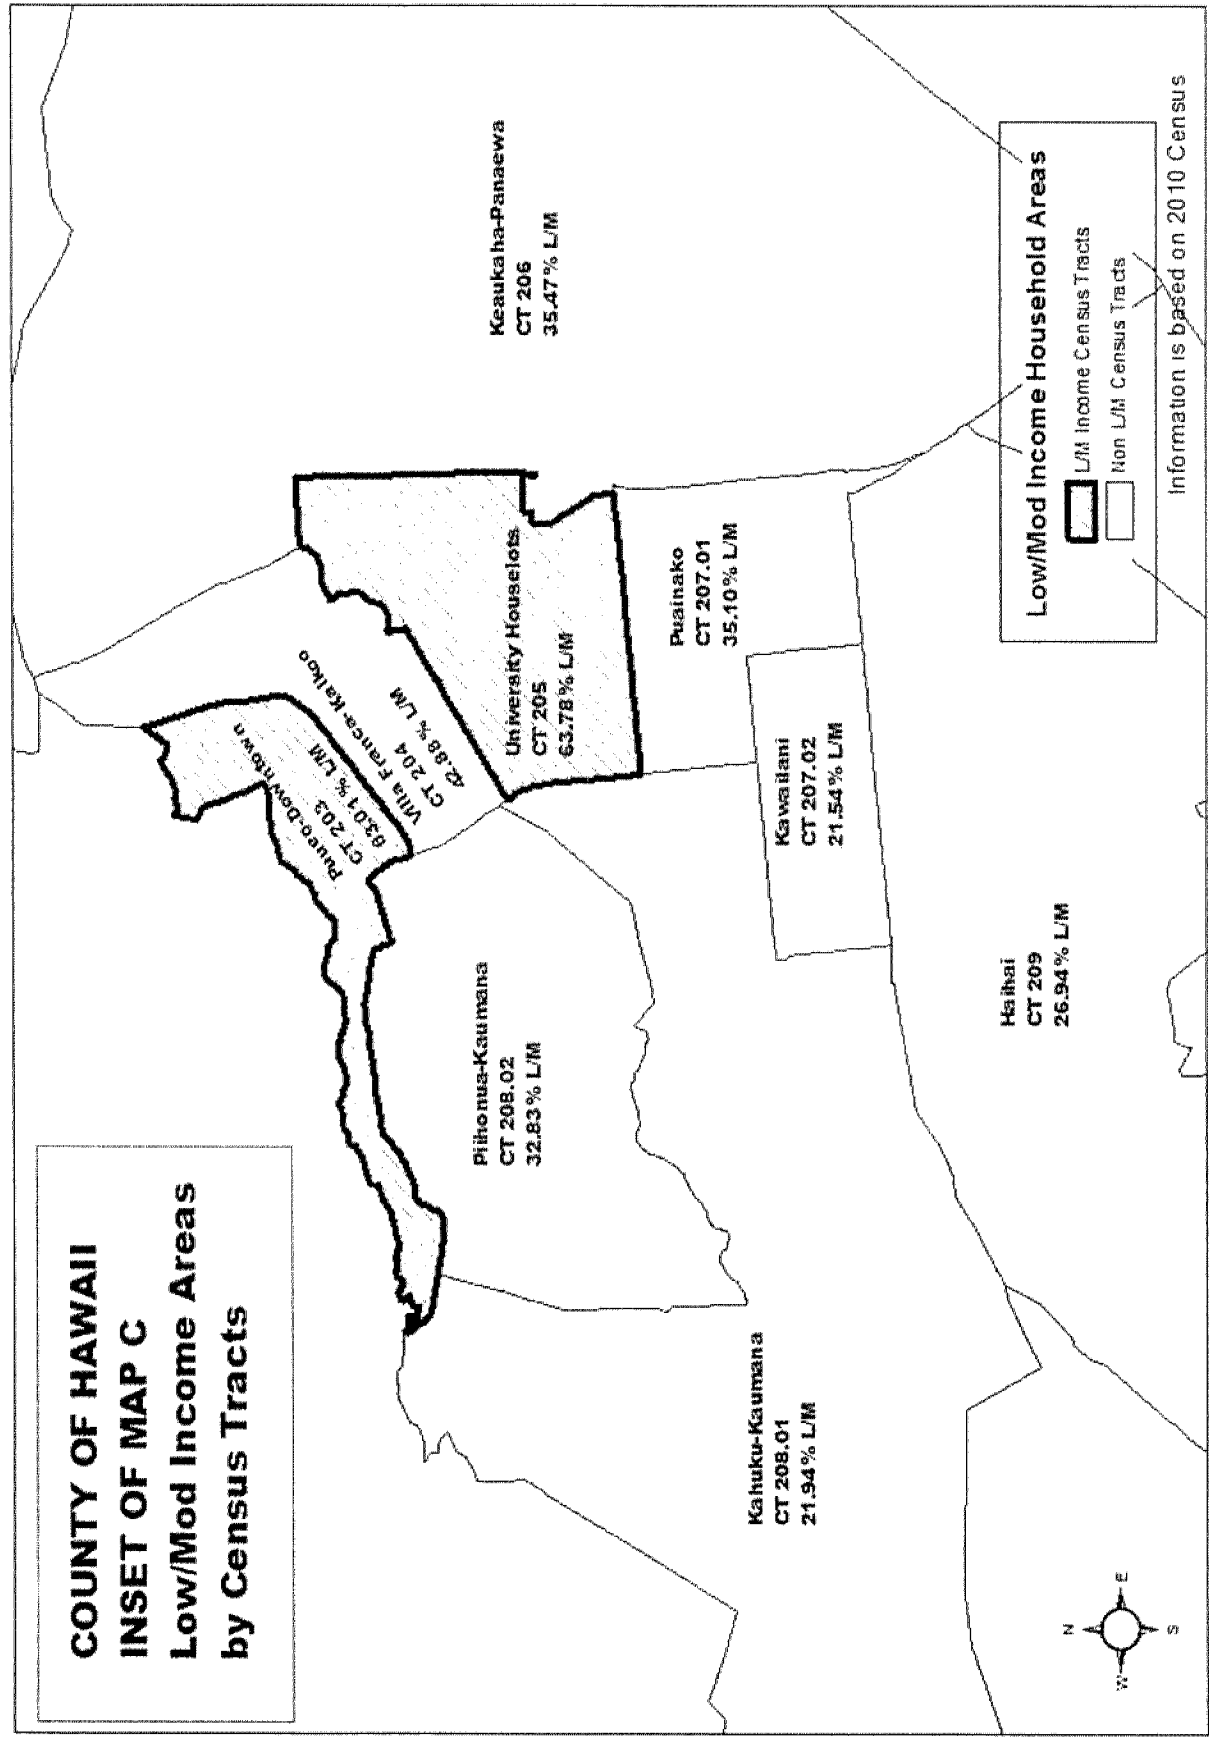 COUNTY OF HAWAII
INSET OF MAP C
Low/Mod Income Areas
by Census Tracts
Puueo-Downtown
CT 203
63.01% L/M
Villa Franca-Kaikoo
CT 204
42.88% L/M
University Houselots
CT 205
63.78% L/M
Keaukaha-Panaewa
CT 206
35.47% L/M
Piihonua-Kaumana
CT 208.02
32.83% L/M
Puainako
CT 207.01
35.10% L/M
Kawailani
CT 207.02
21.54% L/M
Kahuku-Kaumana
CT 208.01
21.94% L/M
Haihai
CT 209
26.94% L/M
Low/Mod Income Household Areas
L/M Income Census Tracts
Non L/M Census Tracts
Information is based on 2010 Census
N
W
E
S